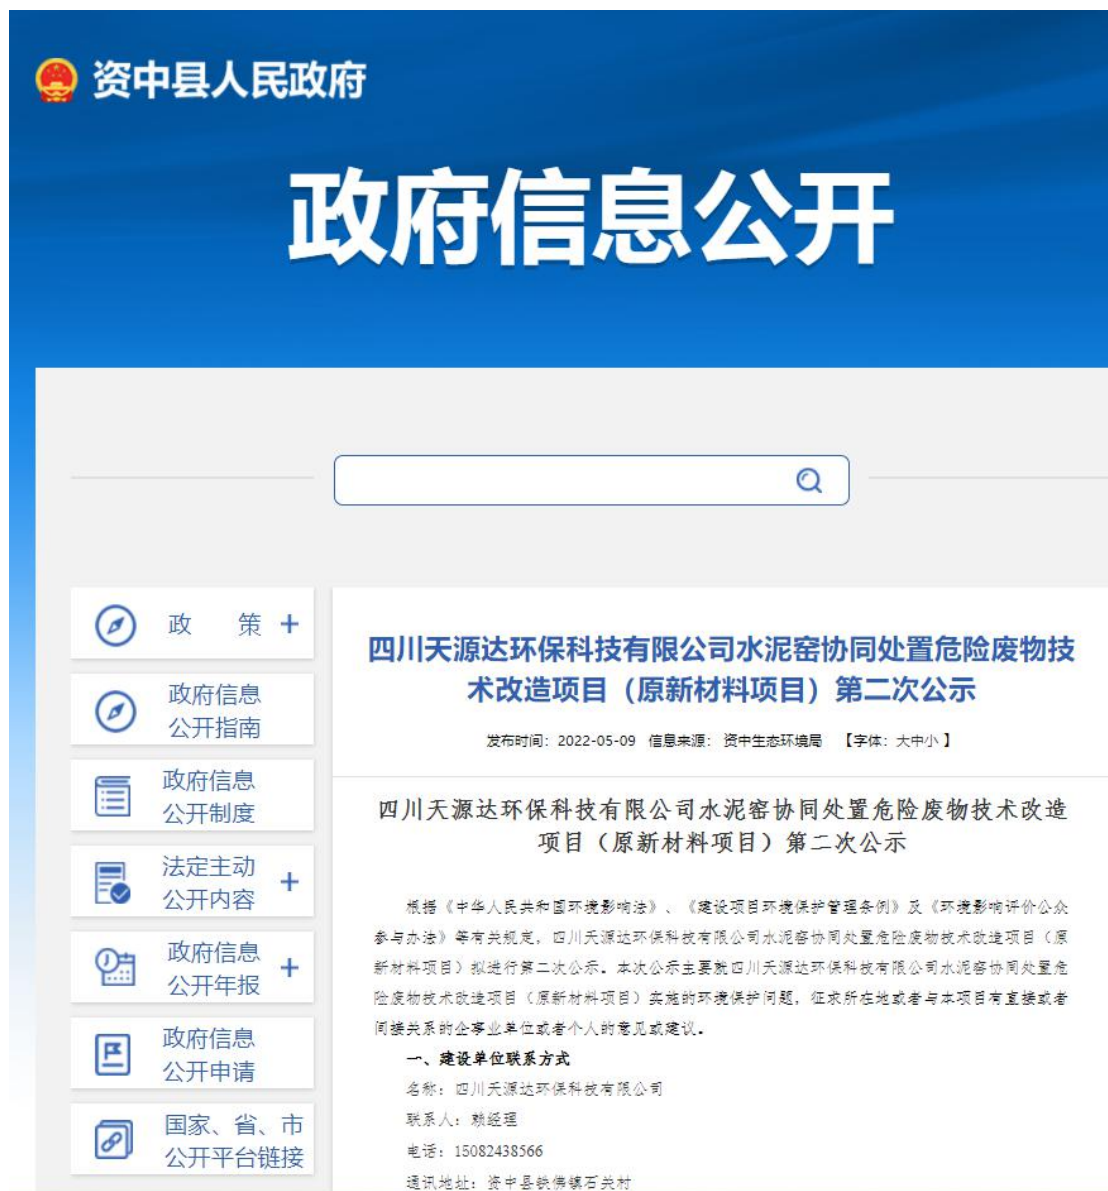 资中县人民政府
政府信息公开
政 策 +
政府信息
公开指南
政府信息
公开制度
法定主动
公开内容 +
政府信息
公开年报 +
政府信息
公开申请
国家、省、市
公开平台链接
四川天源达环保科技有限公司水泥窑协同处置危险废物技
术改造项目（原新材料项目）第二次公示
发布时间：2022-05-09 信息来源：资中生态环境局 【字体：大中小】
四川天源达环保科技有限公司水泥窑协同处置危险废物技术改造
项目（原新材料项目）第二次公示
根据《中华人民共和国环境影响法》、《建设项目环境保护管理条例》及《环境影响评价公众
参与办法》等有关规定，四川天源达环保科技有限公司水泥窑协同处置危险废物技术改造项目（原
新材料项目）拟进行第二次公示。本次公示主要就四川天源达环保科技有限公司水泥窑协同处置危
险废物技术改造项目（原新材料项目）实施的环境保护问题，征求所在地或者与本项目有直接或者
间接关系的企事业单位或者个人的意见或建议。
一、建设单位联系方式
名称：四川天源达环保科技有限公司
联系人：赖经理
电话：15082438566
通讯地址：资中县铁佛镇石关村